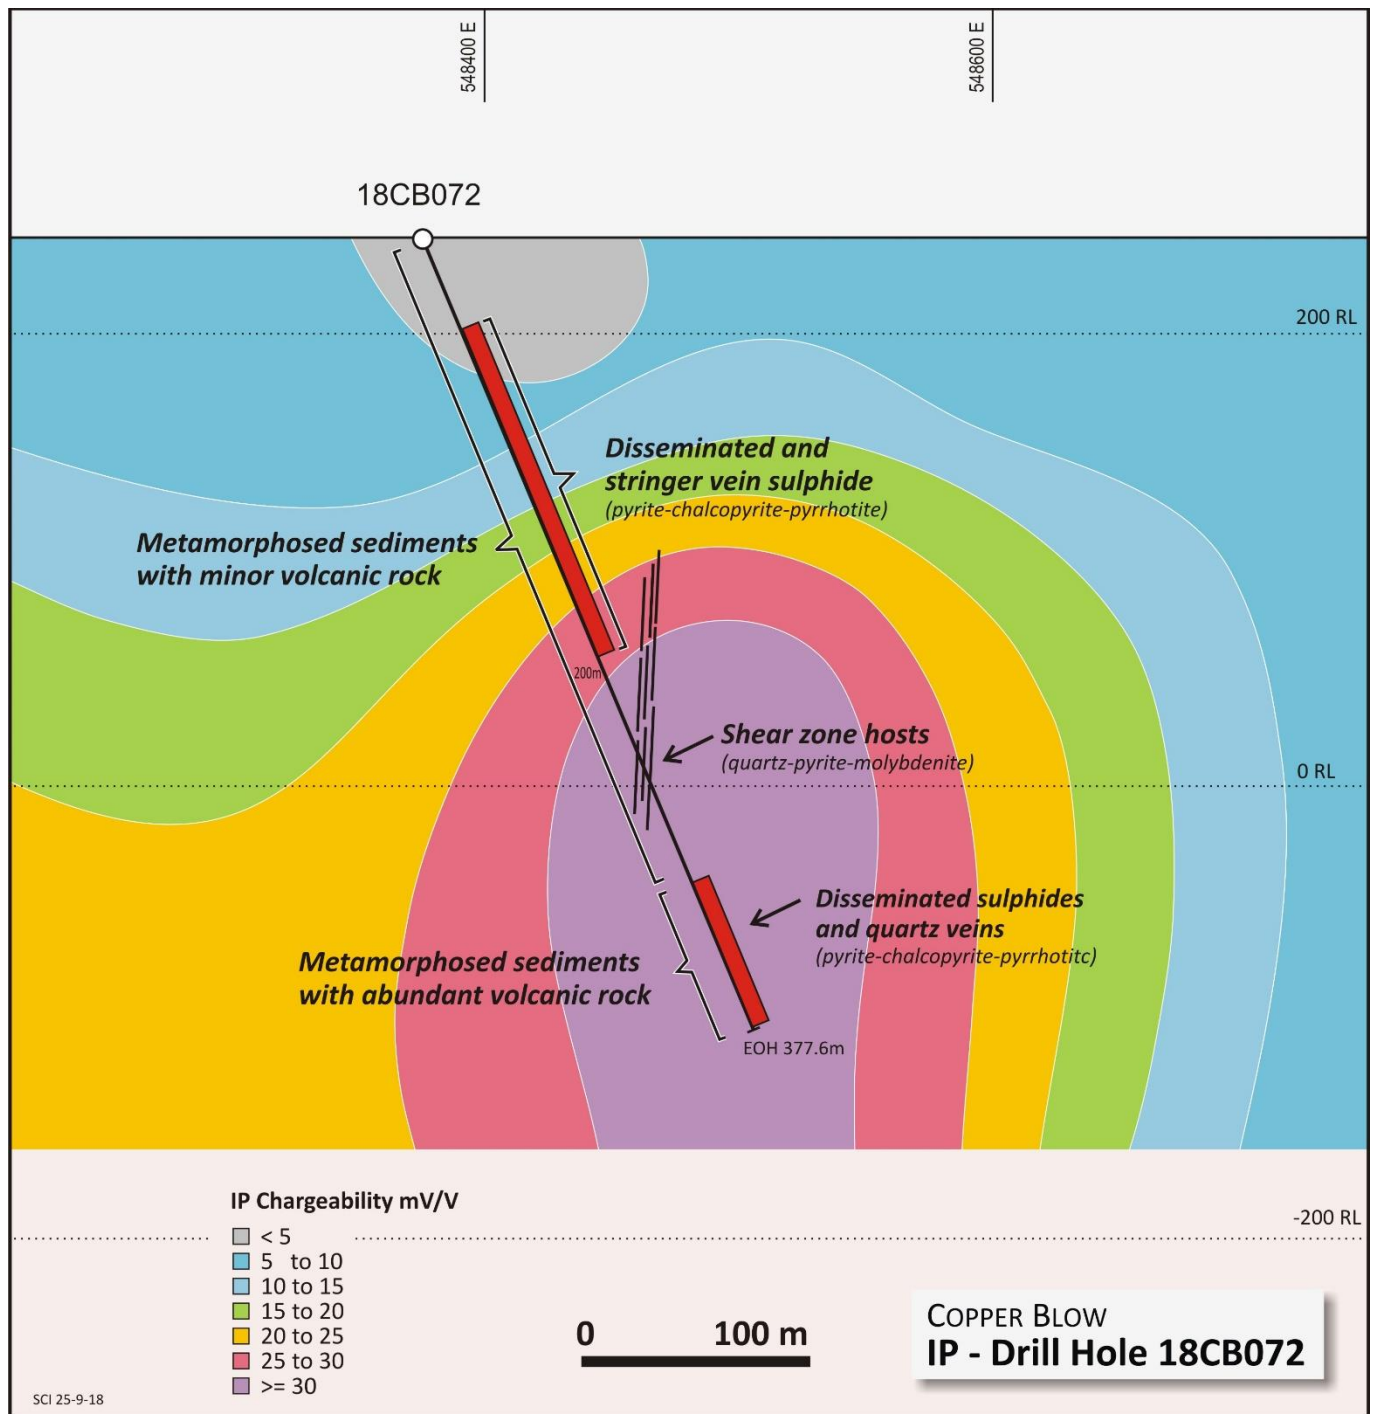 548400 E
548600 E
18CB072
200 RL
Disseminated and
stringer vein sulphide
(pyrite-chalcopyrite-pyrrhotite)
Metamorphosed sediments
with minor volcanic rock
200m
Shear zone hosts
(quartz-pyrite-molybdenite)
0 RL
Disseminated sulphides
and quartz veins
(pyrite-chalcopyrite-pyrrhotitc)
Metamorphosed sediments
with abundant volcanic rock
EOH 377.6m
IP Chargeability mV/V
< 5
5 to 10
10 to 15
15 to 20
20 to 25
25 to 30
>= 30
-200 RL
0 100 m
COPPER BLOW
IP - Drill Hole 18CB072
SCI 25-9-18